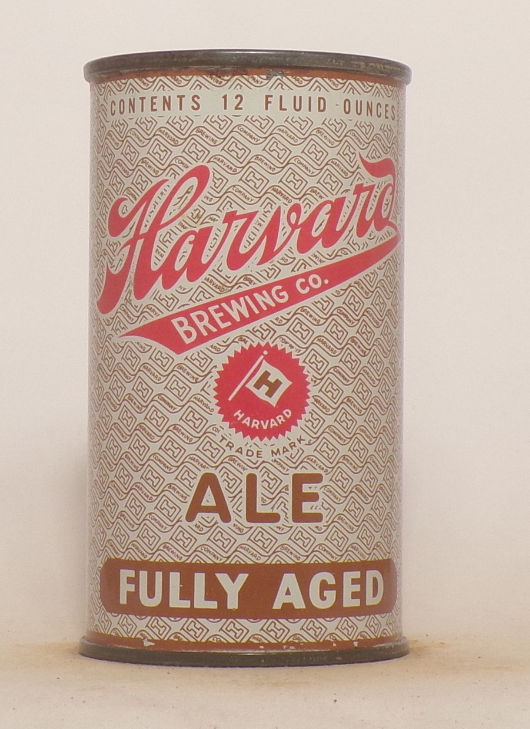 CONTENTS 12 FLUID OUNCES
Harvard
BREWING CO.
H
HARVARD
TRADE MARK
ALE
FULLY AGED